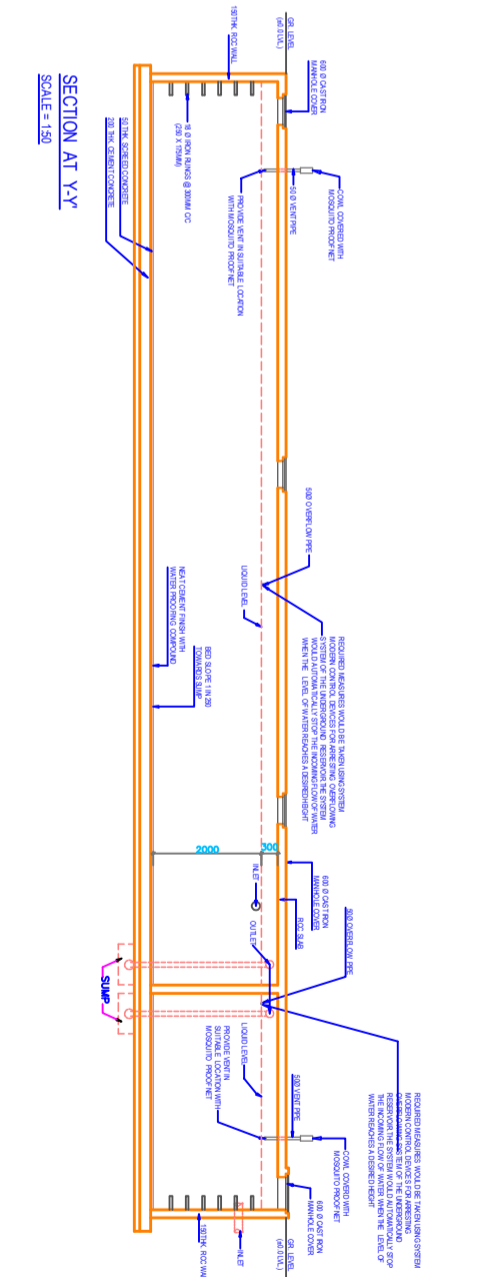 GR. LEVEL
(±0.0 LVL)
600 Ø CAST IRON
MANHOLE COVER
150THK. RCC WALL
COWL COVERED WITH
MOSQUITO PROOF NET
50 Ø VENT PIPE
PROVIDE VENT IN SUITABLE LOCATION
WITH MOSQUITO PROOF NET
18 Ø IRON RUNGS @ 300MM C/C
(250 X 175MM)
50THK. SCREED CONCRETE
200 THK. CEMENT CONCRETE
SECTION AT Y-Y'
SCALE = 1:50
50Ø OVERFLOW PIPE
LIQUID LEVEL
REQUIRED MEASURES WOULD BE TAKEN USING SYSTEM
MODERN CONTROL DEVICES FOR ARRESTING OVERFLOWING
SYSTEM OF THE UNDERGROUND RESERVOIR.THE SYSTEM
WOULD AUTOMATICALLY STOP THE INCOMING FLOW OF WATER
WHEN THE LEVEL OF WATER REACHES A DESIRED HEIGHT
NEAT CEMENT FINISH WITH
WATER PROOFING COMPOUND
BED SLOPE 1 IN 250
TOWARDS SUMP
2000
300
600 Ø CAST IRON
MANHOLE COVER
RCC SLAB
INLET
OUTLET
50Ø OVERFLOW PIPE
SUMP
LIQUID LEVEL
PROVIDE VENT IN
SUITABLE LOCATION WITH
MOSQUITO PROOF NET
50Ø VENT PIPE
REQUIRED MEASURES WOULD BE TAKEN USING SYSTEM
MODERN CONTROL DEVICES FOR ARRESTING
OVERFLOWING SYSTEM OF THE UNDERGROUND
RESERVOIR.THE SYSTEM WOULD AUTOMATICALLY STOP
THE INCOMING FLOW OF WATER WHEN THE LEVEL OF
WATER REACHES A DESIRED HEIGHT
COWL COVERD WITH
MOSQUITO PROOF NET
600 Ø CAST IRON
MANHOLE COVER
GR. LEVEL
(±0.0 LVL)
INLET
150THK. RCC WAL